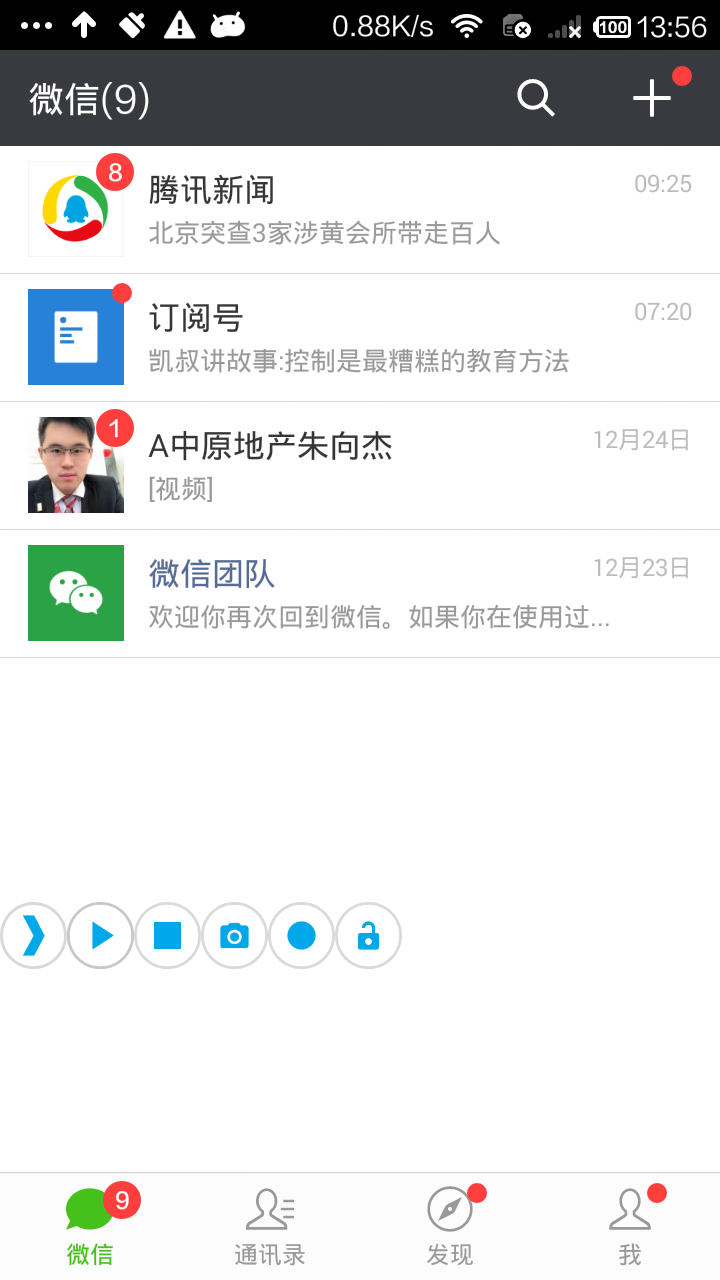 0.88K/s 100 13:56
微信(9)
8
腾讯新闻 09:25
北京突查3家涉黄会所带走百人
订阅号 07:20
凯叔讲故事:控制是最糟糕的教育方法
1
A中原地产朱向杰 12月24日
[视频]
微信团队 12月23日
欢迎你再次回到微信。如果你在使用过...
9
微信 通讯录 发现 我